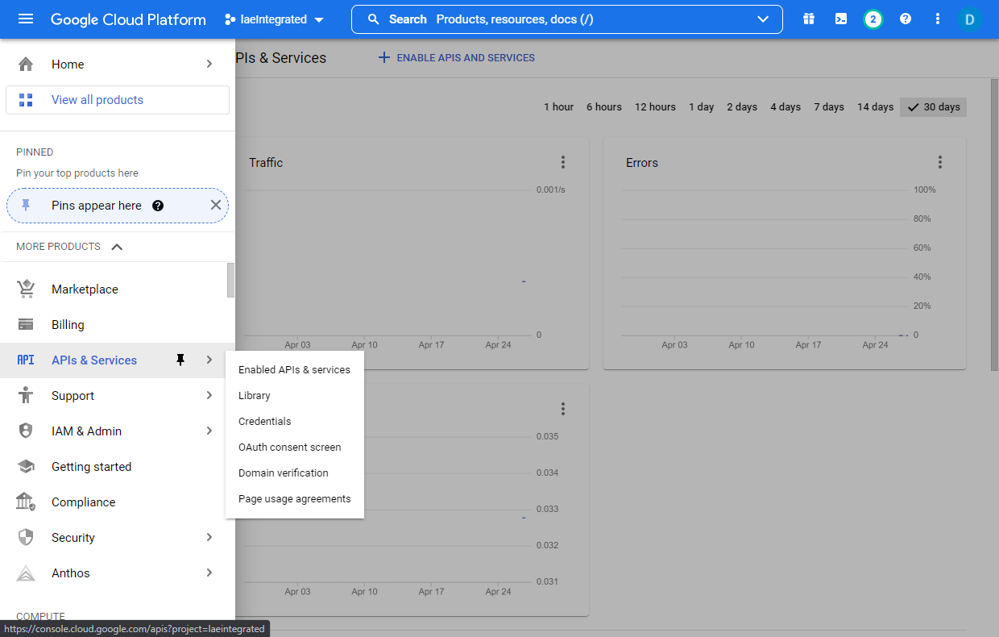 Google Cloud Platform
IaeIntegrated
Search Products, resources, docs (/)
2
D
Home
View all products
PINNED
Pin your top products here
Pins appear here
MORE PRODUCTS
Marketplace
Billing
API APIs & Services
Support
IAM & Admin
Getting started
Compliance
Security
Anthos
COMPUTE
Enabled APIs & services
Library
Credentials
OAuth consent screen
Domain verification
Page usage agreements
PIs & Services
ENABLE APIS AND SERVICES
1 hour 6 hours 12 hours 1 day 2 days 4 days 7 days 14 days 30 days
Traffic
0.001/s
0
Apr 03 Apr 10 Apr 17 Apr 24
Errors
100%
80%
60%
40%
20%
0
Apr 03 Apr 10 Apr 17 Apr 24
0.035
0.034
0.033
0.032
0.031
Apr 03 Apr 10 Apr 17 Apr 24
https://console.cloud.google.com/apis?project=laeintegrated